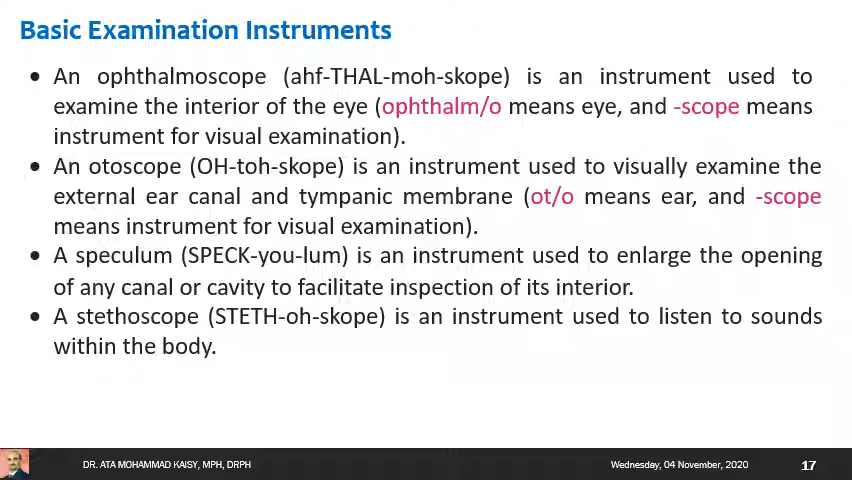 Basic Examination Instruments
• An ophthalmoscope (ahf-THAL-moh-skope) is an instrument used to
examine the interior of the eye (ophthalm/o means eye, and -scope means
instrument for visual examination).
• An otoscope (OH-toh-skope) is an instrument used to visually examine the
external ear canal and tympanic membrane (ot/o means ear, and -scope
means instrument for visual examination).
• A speculum (SPECK-you-lum) is an instrument used to enlarge the opening
of any canal or cavity to facilitate inspection of its interior.
• A stethoscope (STETH-oh-skope) is an instrument used to listen to sounds
within the body.
DR. ATA MOHAMMAD KAISY, MPH, DRPH
Wednesday, 04 November, 2020
17